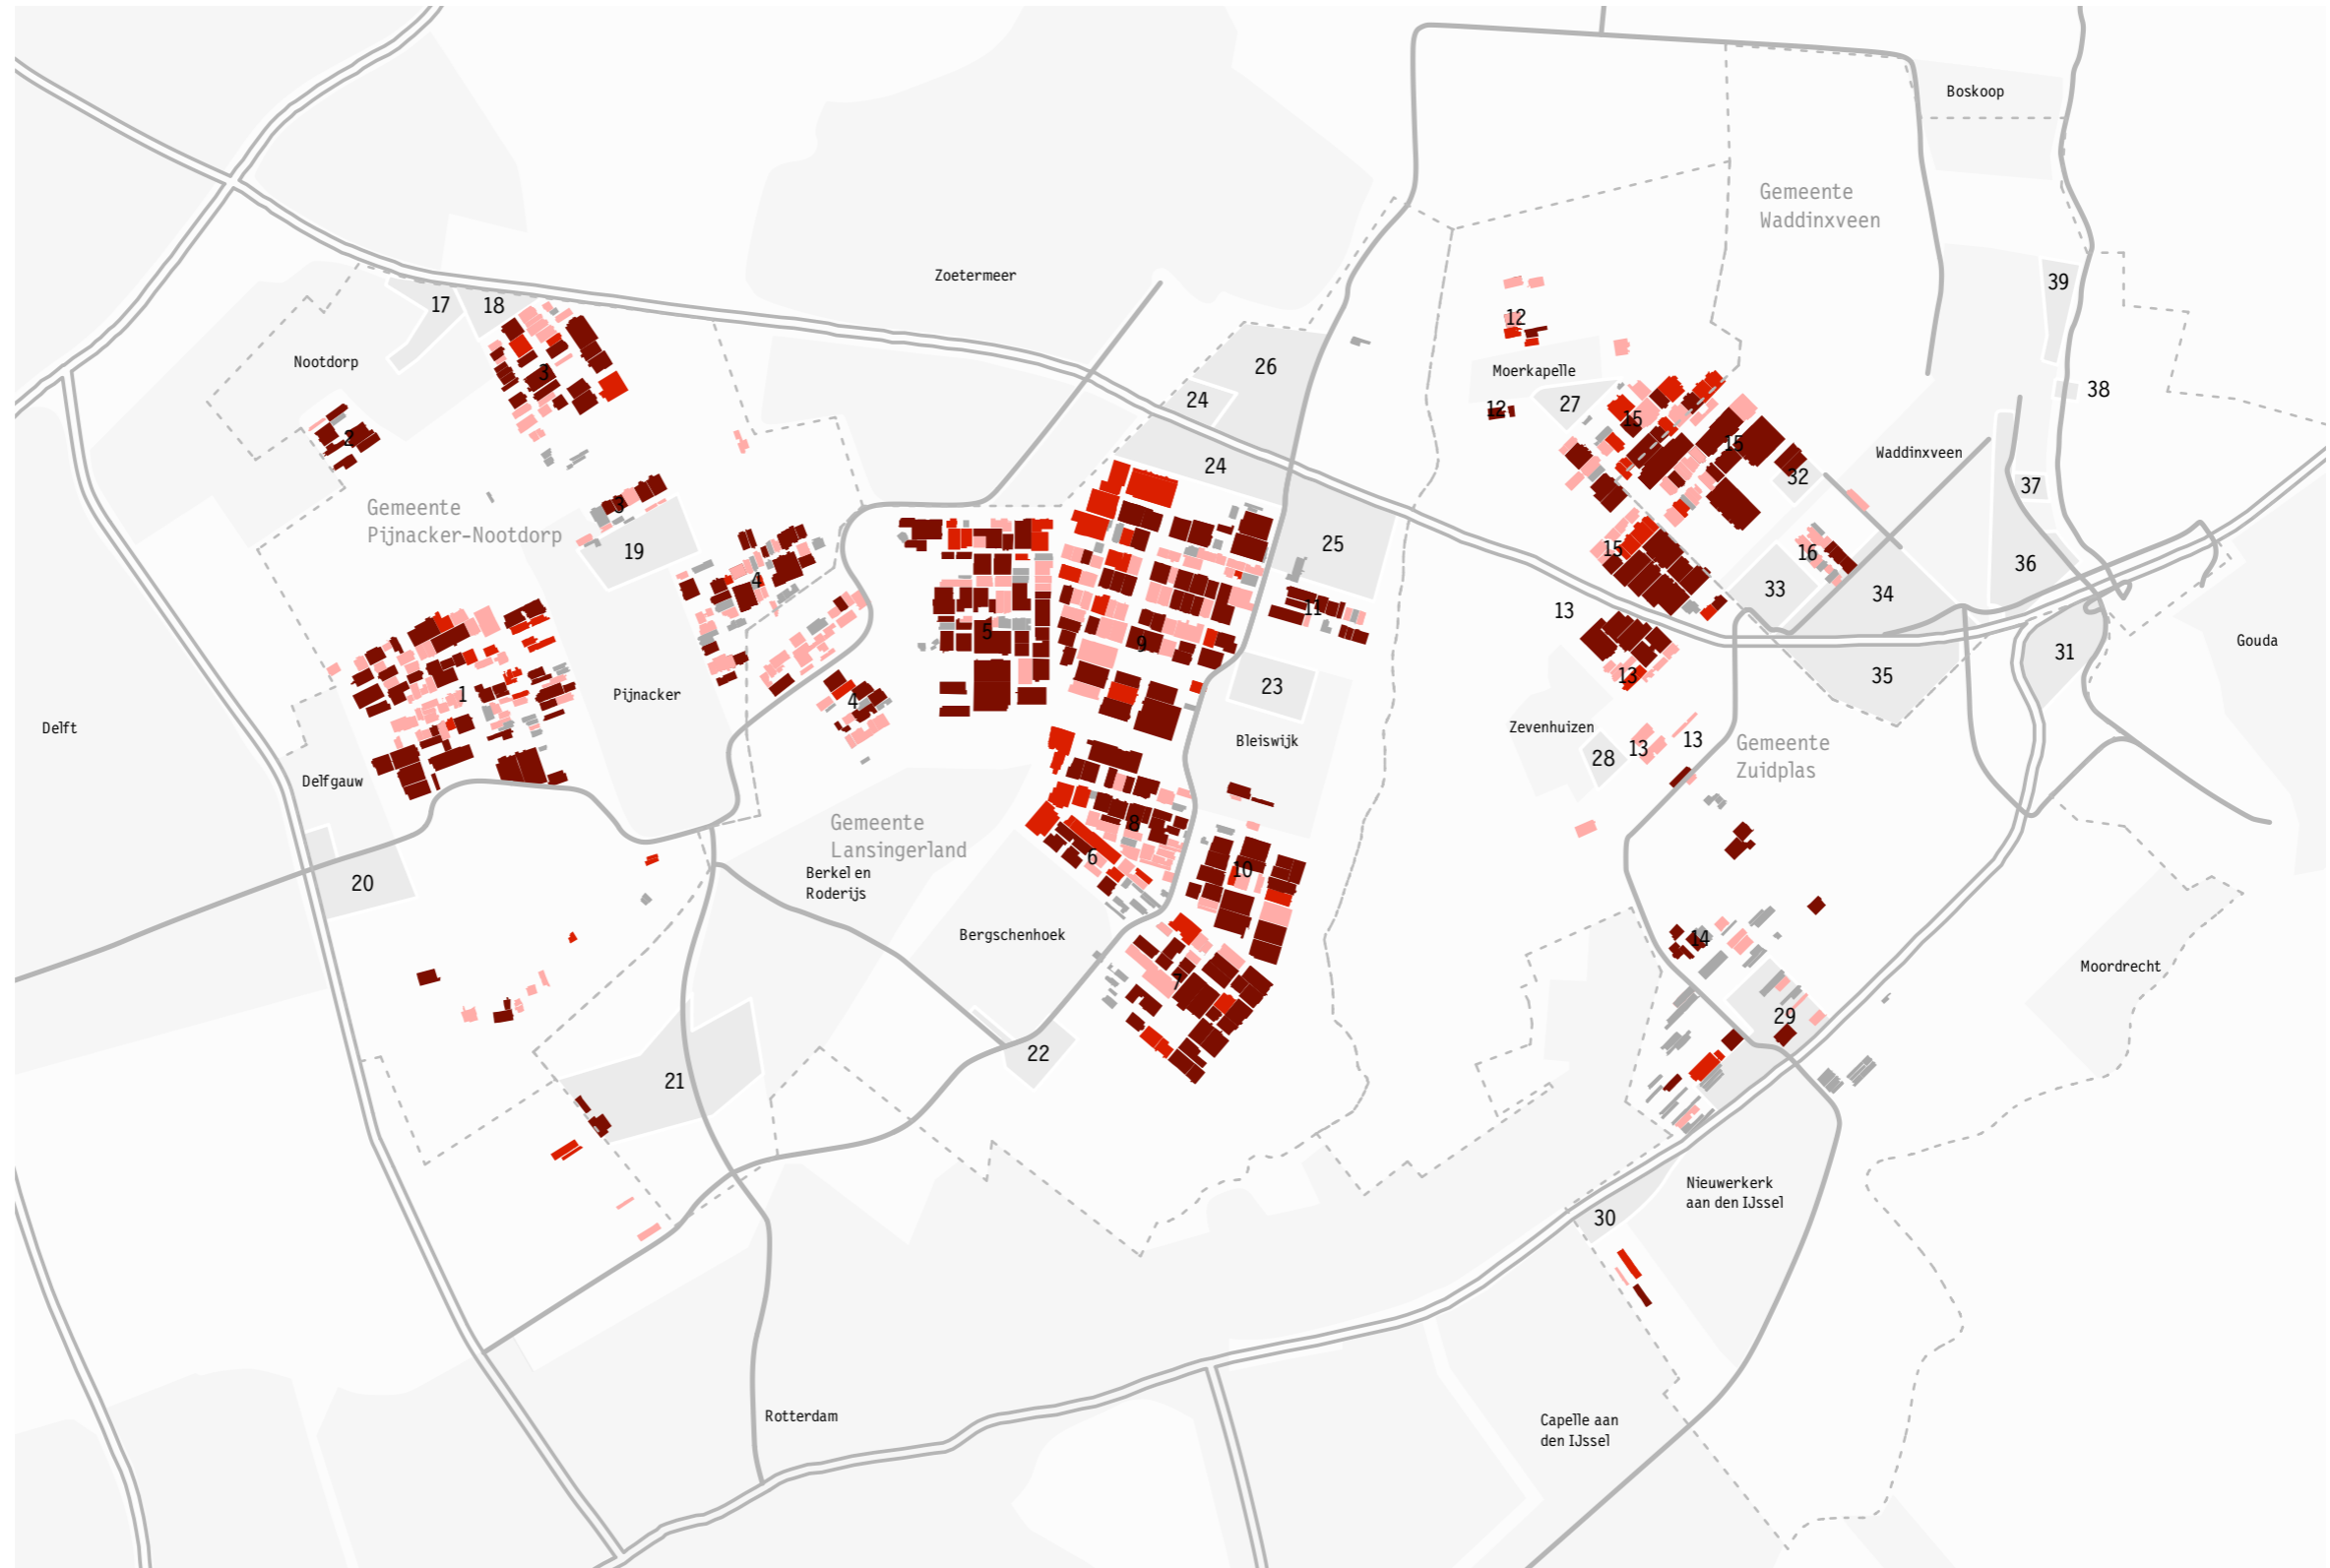 Boskoop
Gemeente
Waddinxveen
Zoetermeer
39
17
18
12
Nootdorp
26
Moerkapelle
3
24
27
38
12
15
2
15
Waddinxveen
24
32
37
Gemeente
Pijnacker-Nootdorp
3
19
25
15
16
36
4
33
34
11
13
5
9
Gouda
31
13
35
23
1
Pijnacker
4
Delft
Zevenhuizen
13
13
Bleiswijk
Gemeente
Zuidplas
28
Delfgauw
Gemeente
Lansingerland
8
6
Berkel en
Roderijs
10
20
Bergschenhoek
14
Moordrecht
7
29
22
21
Nieuwerkerk
aan den IJssel
30
Rotterdam
Capelle aan
den IJssel